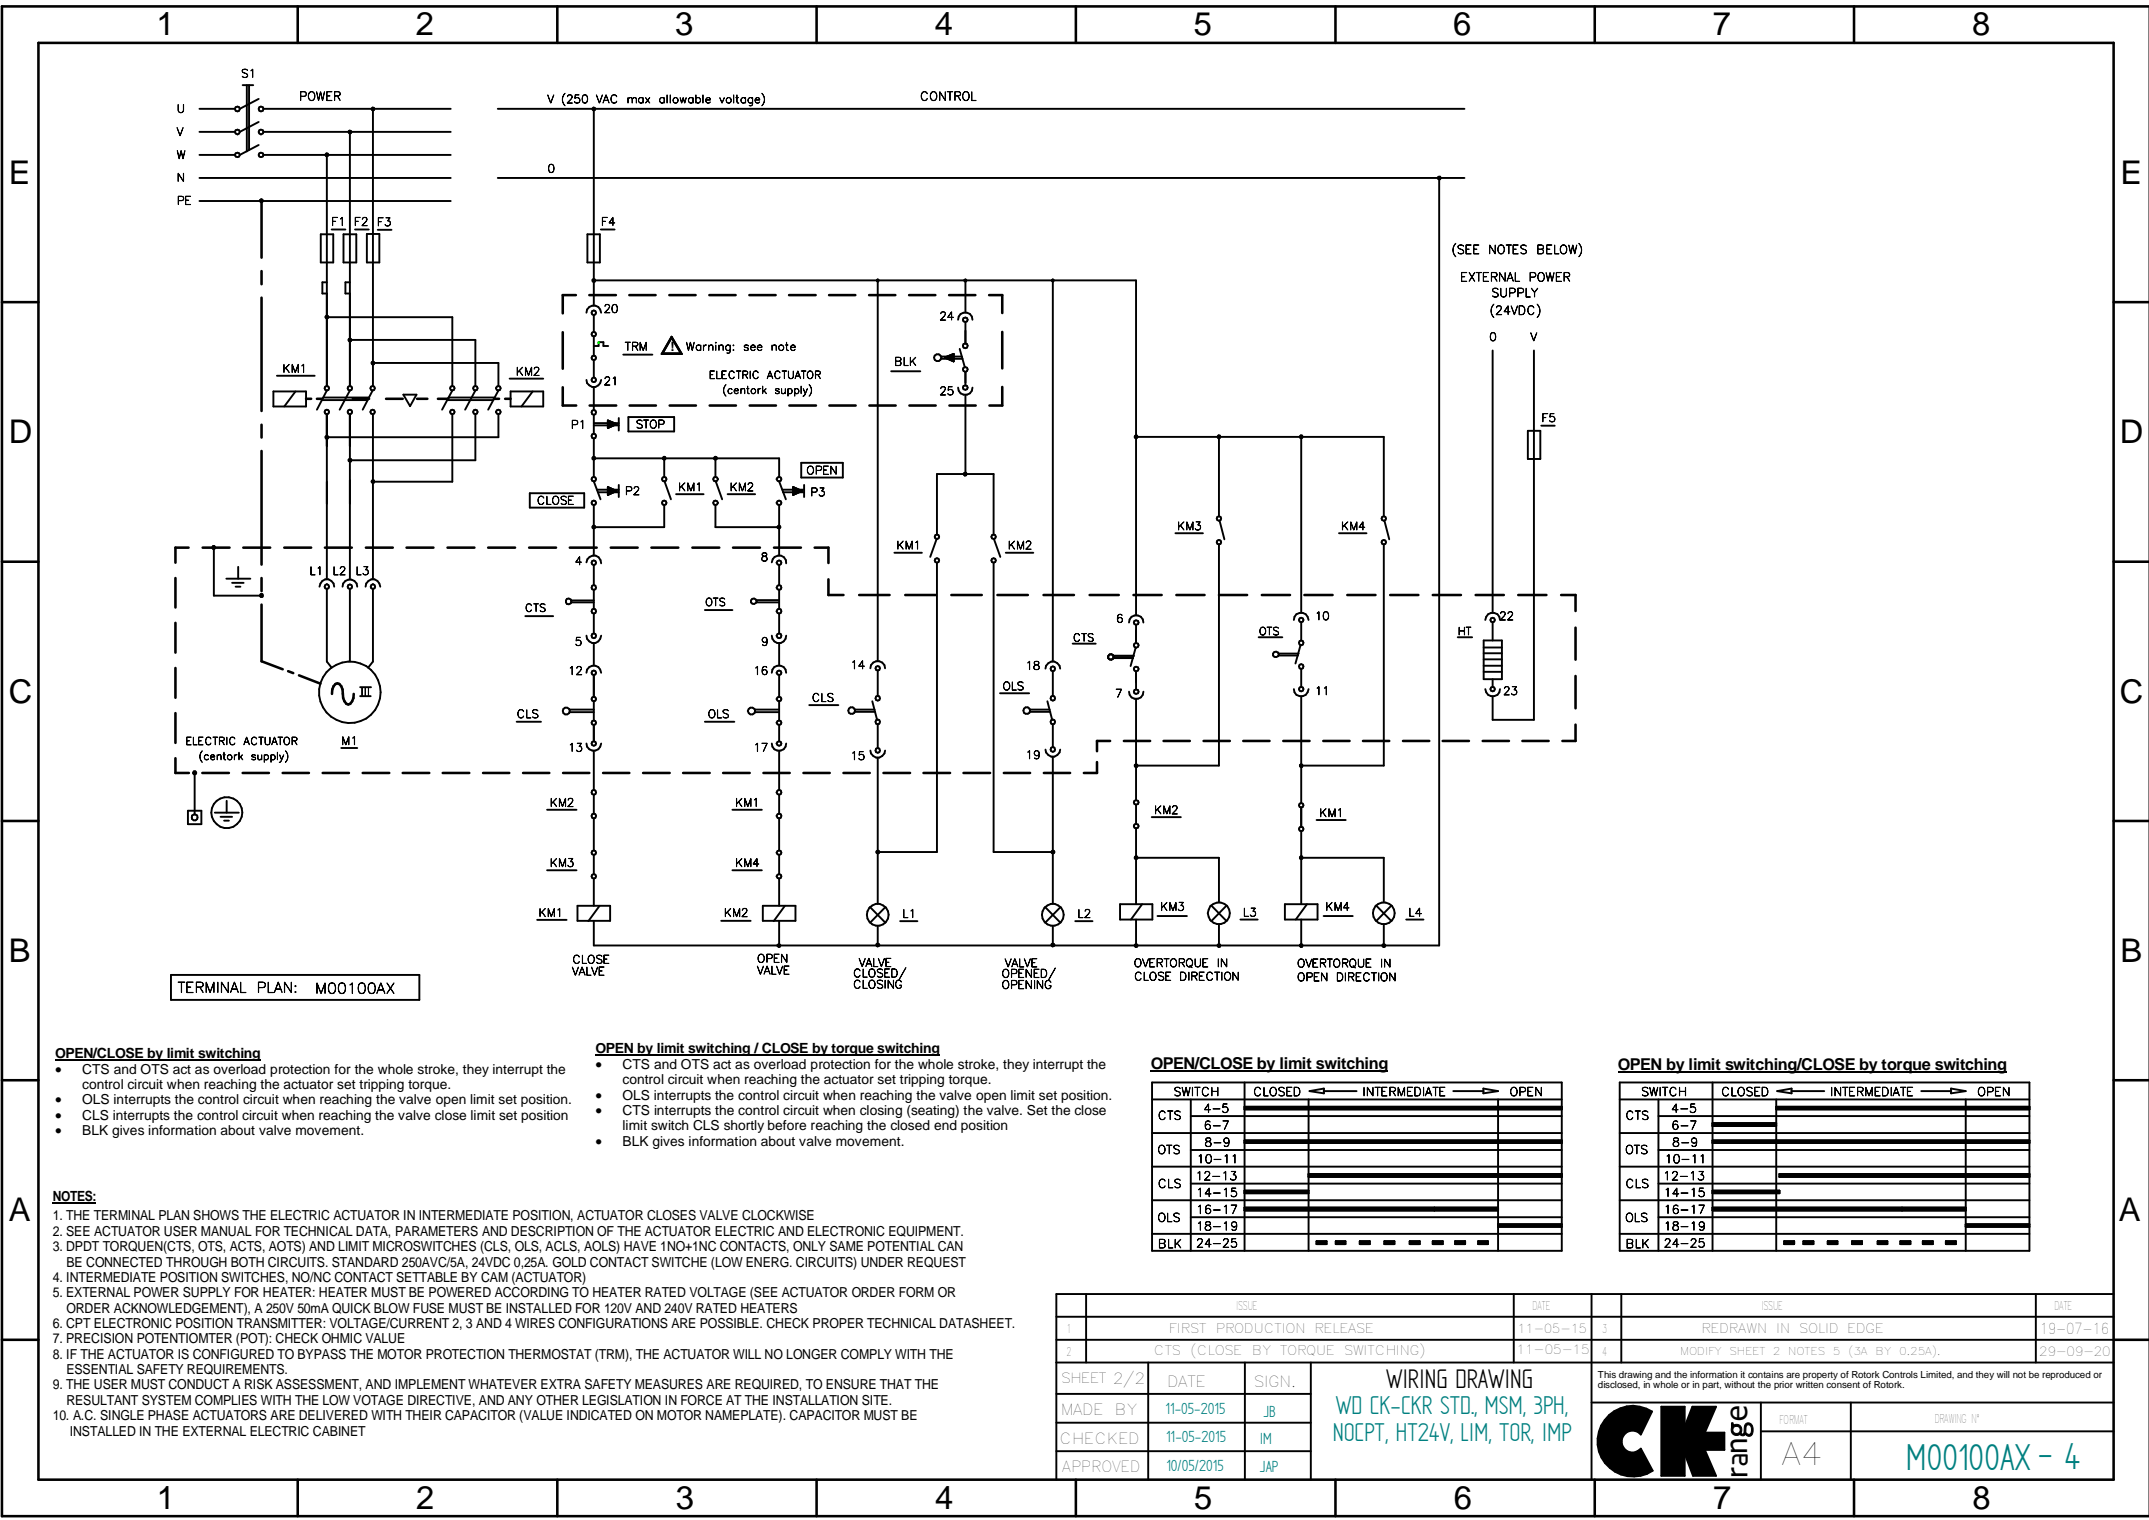 1 2 3 4 5 6 7 8
E E
D D
C C
B B
A A
S1
POWER
U
V
W
N
PE
V (250 VAC max allowable voltage)
CONTROL
0
F1 F2 F3
F4
(SEE NOTES BELOW)
EXTERNAL POWER
SUPPLY
(24VDC)
0 V
F5
KM1
KM2
20
TRM
Warning: see note
21
ELECTRIC ACTUATOR
(centork supply)
24
BLK
25
P1 STOP
CLOSE
P2
KM1
KM2
OPEN
P3
KM1
KM2
KM3
KM4
L1 L2 L3
4
CTS
5
12
CLS
13
8
OTS
9
16
OLS
17
14
CLS
15
18
OLS
19
6
CTS
7
10
OTS
11
22
HT
23
M1
ELECTRIC ACTUATOR
(centork supply)
KM2
KM1
KM2
KM1
KM3
KM4
KM1
KM2
L1
L2
KM3
L3
KM4
L4
CLOSE
VALVE
OPEN
VALVE
VALVE
CLOSED/
CLOSING
VALVE
OPENED/
OPENING
OVERTORQUE IN
CLOSE DIRECTION
OVERTORQUE IN
OPEN DIRECTION
TERMINAL PLAN: M00100AX
OPEN/CLOSE by limit switching
• CTS and OTS act as overload protection for the whole stroke, they interrupt the
control circuit when reaching the actuator set tripping torque.
• OLS interrupts the control circuit when reaching the valve open limit set position.
• CLS interrupts the control circuit when reaching the valve close limit set position
• BLK gives information about valve movement.
OPEN by limit switching / CLOSE by torque switching
• CTS and OTS act as overload protection for the whole stroke, they interrupt the
control circuit when reaching the actuator set tripping torque.
• OLS interrupts the control circuit when reaching the valve open limit set position.
• CTS interrupts the control circuit when closing (seating) the valve. Set the close
limit switch CLS shortly before reaching the closed end position
• BLK gives information about valve movement.
OPEN/CLOSE by limit switching
SWITCH CLOSED INTERMEDIATE OPEN
CTS 4-5
6-7
OTS 8-9
10-11
CLS 12-13
14-15
OLS 16-17
18-19
BLK 24-25
OPEN by limit switching/CLOSE by torque switching
SWITCH CLOSED INTERMEDIATE OPEN
CTS 4-5
6-7
OTS 8-9
10-11
CLS 12-13
14-15
OLS 16-17
18-19
BLK 24-25
NOTES:
1. THE TERMINAL PLAN SHOWS THE ELECTRIC ACTUATOR IN INTERMEDIATE POSITION, ACTUATOR CLOSES VALVE CLOCKWISE
2. SEE ACTUATOR USER MANUAL FOR TECHNICAL DATA, PARAMETERS AND DESCRIPTION OF THE ACTUATOR ELECTRIC AND ELECTRONIC EQUIPMENT.
3. DPDT TORQUEN(CTS, OTS, ACTS, AOTS) AND LIMIT MICROSWITCHES (CLS, OLS, ACLS, AOLS) HAVE 1NO+1NC CONTACTS, ONLY SAME POTENTIAL CAN
BE CONNECTED THROUGH BOTH CIRCUITS. STANDARD 250AVC/5A, 24VDC 0,25A. GOLD CONTACT SWITCHE (LOW ENERG. CIRCUITS) UNDER REQUEST
4. INTERMEDIATE POSITION SWITCHES, NO/NC CONTACT SETTABLE BY CAM (ACTUATOR)
5. EXTERNAL POWER SUPPLY FOR HEATER: HEATER MUST BE POWERED ACCORDING TO HEATER RATED VOLTAGE (SEE ACTUATOR ORDER FORM OR
ORDER ACKNOWLEDGEMENT), A 250V 50mA QUICK BLOW FUSE MUST BE INSTALLED FOR 120V AND 240V RATED HEATERS
6. CPT ELECTRONIC POSITION TRANSMITTER: VOLTAGE/CURRENT 2, 3 AND 4 WIRES CONFIGURATIONS ARE POSSIBLE. CHECK PROPER TECHNICAL DATASHEET.
7. PRECISION POTENTIOMTER (POT): CHECK OHMIC VALUE
8. IF THE ACTUATOR IS CONFIGURED TO BYPASS THE MOTOR PROTECTION THERMOSTAT (TRM), THE ACTUATOR WILL NO LONGER COMPLY WITH THE
ESSENTIAL SAFETY REQUIREMENTS.
9. THE USER MUST CONDUCT A RISK ASSESSMENT, AND IMPLEMENT WHATEVER EXTRA SAFETY MEASURES ARE REQUIRED, TO ENSURE THAT THE
RESULTANT SYSTEM COMPLIES WITH THE LOW VOTAGE DIRECTIVE, AND ANY OTHER LEGISLATION IN FORCE AT THE INSTALLATION SITE.
10. A.C. SINGLE PHASE ACTUATORS ARE DELIVERED WITH THEIR CAPACITOR (VALUE INDICATED ON MOTOR NAMEPLATE). CAPACITOR MUST BE
INSTALLED IN THE EXTERNAL ELECTRIC CABINET
ISSUE DATE ISSUE DATE
1 FIRST PRODUCTION RELEASE 11-05-15 3 REDRAWN IN SOLID EDGE 19-07-16
2 CTS (CLOSE BY TORQUE SWITCHING) 11-05-15 4 MODIFY SHEET 2 NOTES 5 (3A BY 0.25A). 29-09-20
SHEET 2/2 DATE SIGN.
MADE BY 11-05-2015 JB
CHECKED 11-05-2015 IM
APPROVED 10/05/2015 JAP
WIRING DRAWING
WD CK-CKR STD., MSM, 3PH,
NOCPT, HT24V, LIM, TOR, IMP
This drawing and the information it contains are property of Rotork Controls Limited, and they will not be reproduced or
disclosed, in whole or in part, without the prior written consent of Rotork.
CK range
FORMAT
A4
DRAWING Nº
M00100AX - 4
1 2 3 4 5 6 7 8